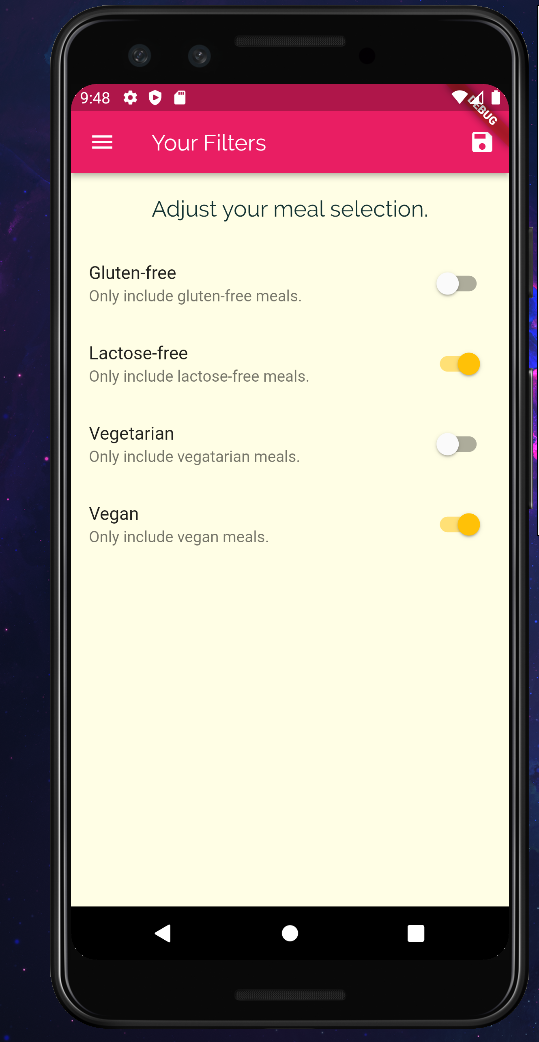 9:48
DEBUG
Your Filters
Adjust your meal selection.
Gluten-free
Only include gluten-free meals.
Lactose-free
Only include lactose-free meals.
Vegetarian
Only include vegatarian meals.
Vegan
Only include vegan meals.